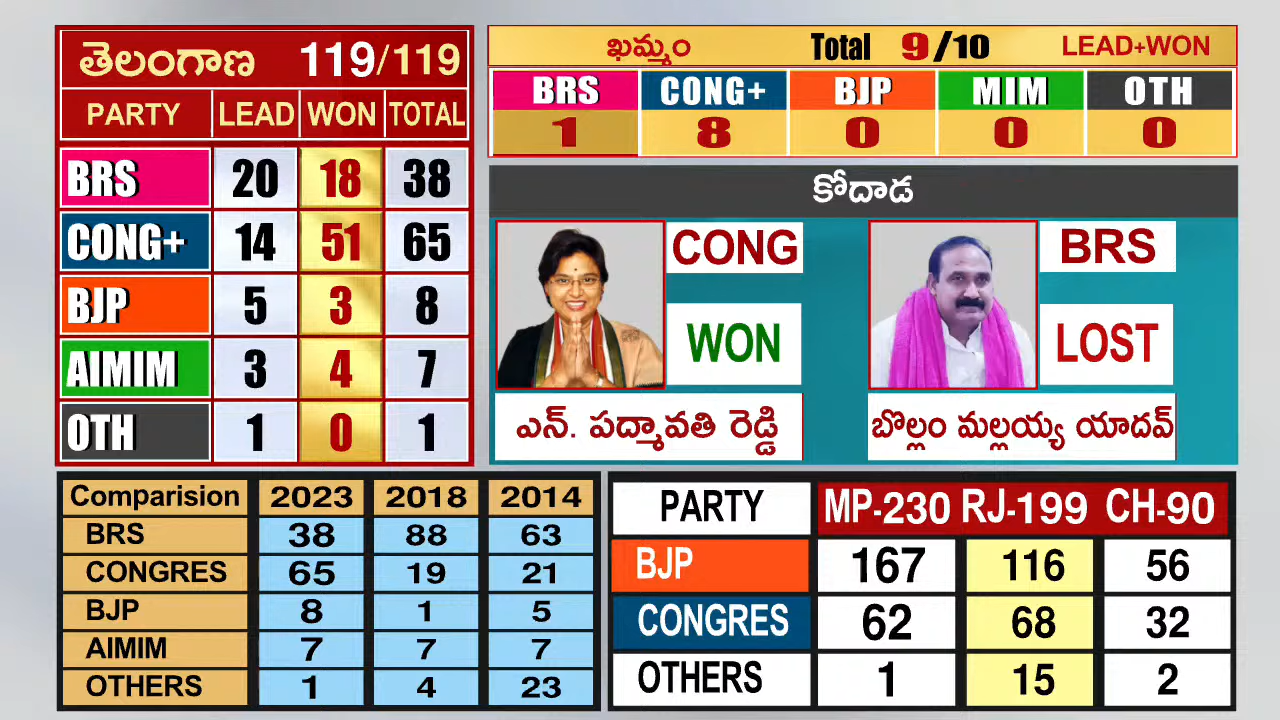 తెలంగాణ 119/119
PARTY LEAD WON TOTAL
BRS 20 18 38
CONG+ 14 51 65
BJP 5 3 8
AIMIM 3 4 7
OTH 1 0 1
ఖమ్మం Total 9/10 LEAD+WON
BRS CONG+ BJP MIM OTH
1 8 0 0 0
కోదాడ
CONG BRS
WON LOST
ఎన్. పద్మావతి రెడ్డి బొల్లం మల్లయ్య యాదవ్
Comparision 2023 2018 2014
BRS 38 88 63
CONGRES 65 19 21
BJP 8 1 5
AIMIM 7 7 7
OTHERS 1 4 23
PARTY MP-230 RJ-199 CH-90
BJP 167 116 56
CONGRES 62 68 32
OTHERS 1 15 2